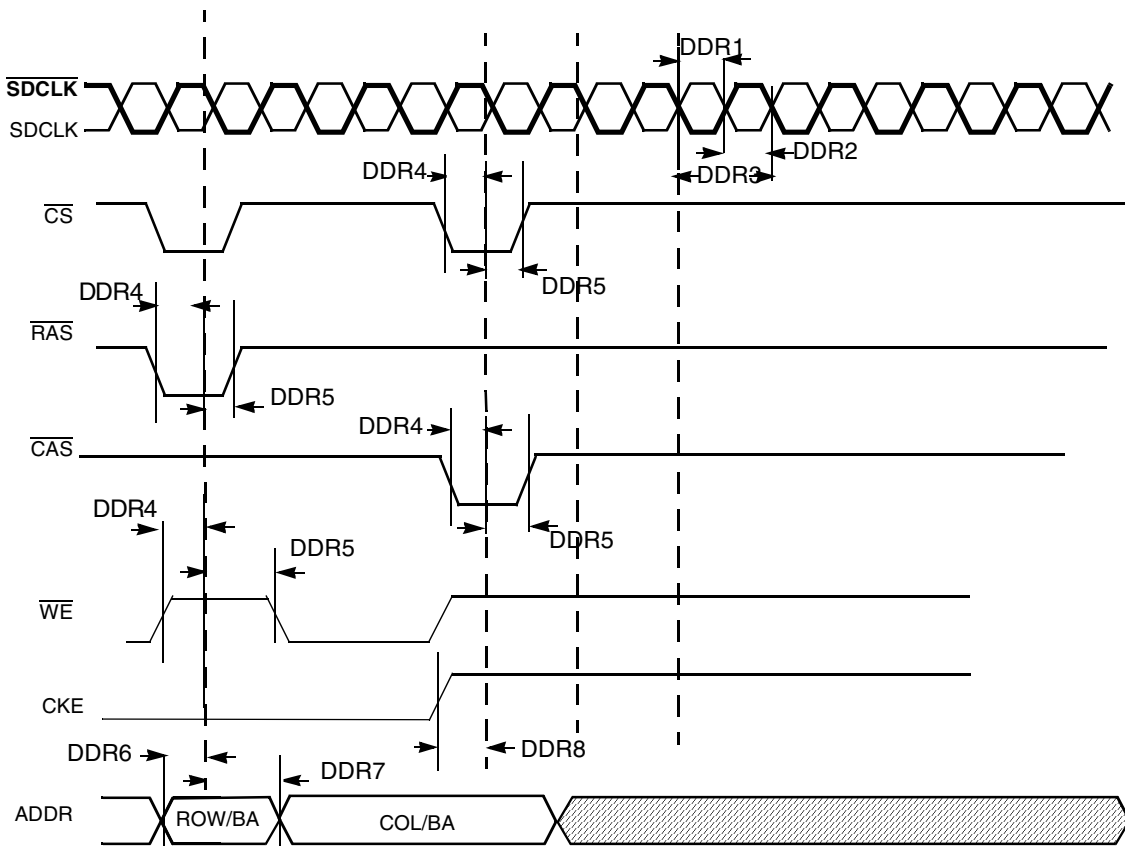 DDR1
SDCLK
SDCLK
DDR2
DDR4
DDR3
CS
DDR5
DDR4
RAS
DDR5
DDR4
CAS
DDR4
DDR5
DDR5
WE
CKE
DDR6
DDR8
DDR7
ADDR
ROW/BA
COL/BA